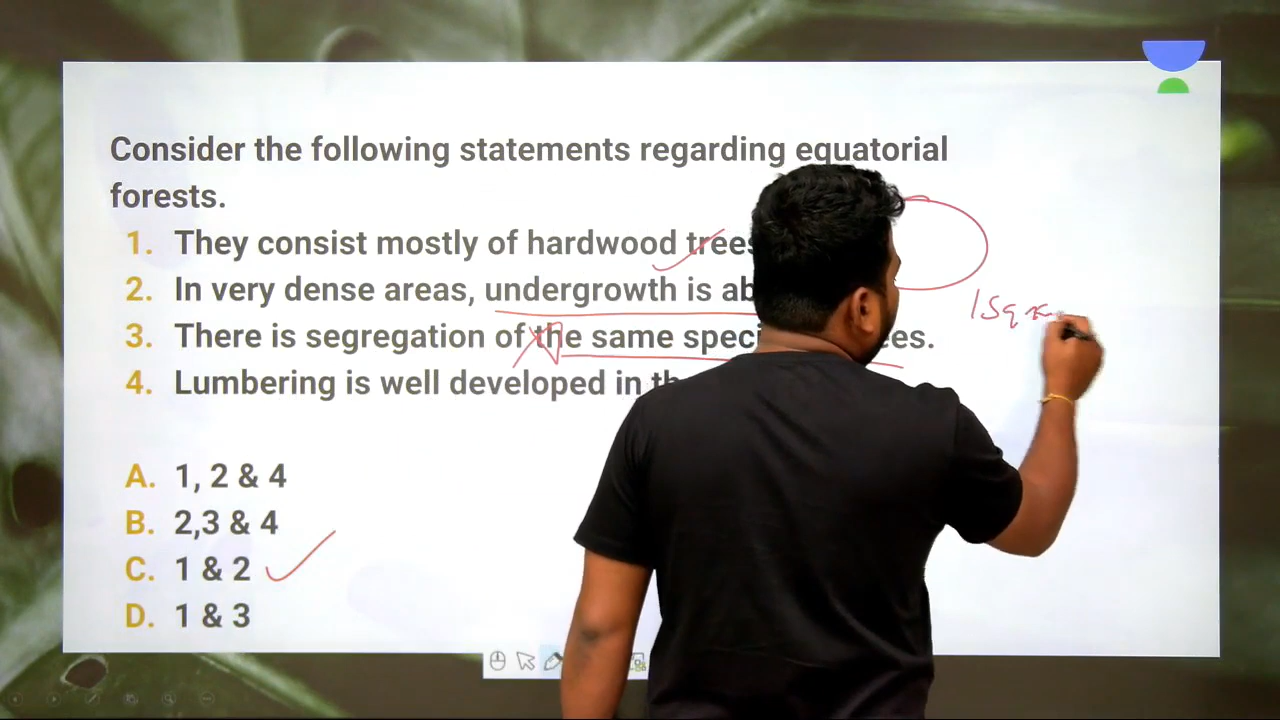 Consider the following statements regarding equatorial
forests.
1. They consist mostly of hardwood trees
2. In very dense areas, undergrowth is ab
3. There is segregation of the same speci ees.
4. Lumbering is well developed in th
1 Sq
A. 1, 2 & 4
B. 2,3 & 4
C. 1 & 2
D. 1 & 3